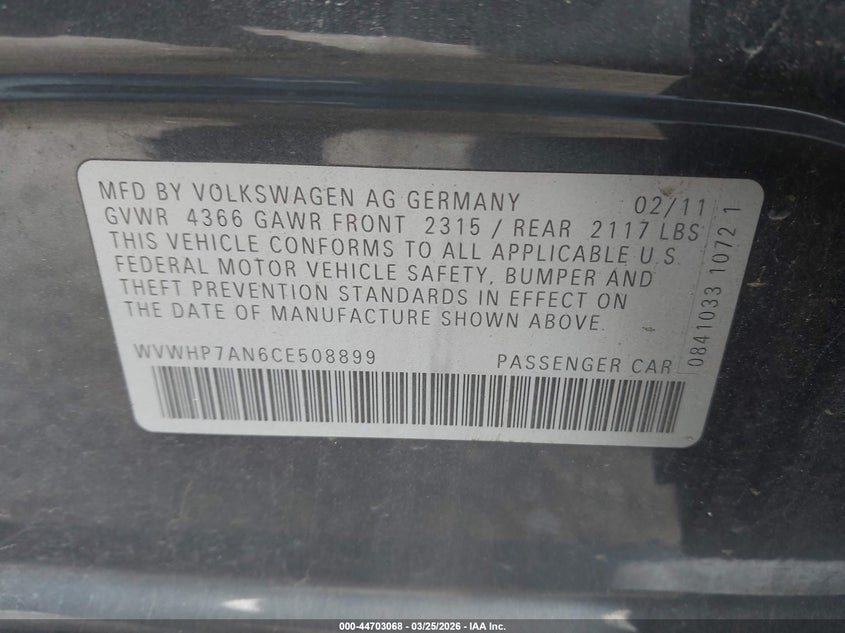 MFD BY VOLKSWAGEN AG GERMANY 02/11
GVWR 4366 GAWR FRONT 2315 / REAR 2117 LBS
THIS VEHICLE CONFORMS TO ALL APPLICABLE U.S.
FEDERAL MOTOR VEHICLE SAFETY, BUMPER AND
THEFT PREVENTION STANDARDS IN EFFECT ON
THE DATE OF MANUFACTURE SHOWN ABOVE.
WVWHP7AN6CE508899 PASSENGER CAR
0841033 1072 1
000-44703068 - 03/25/2026 - IAA Inc.